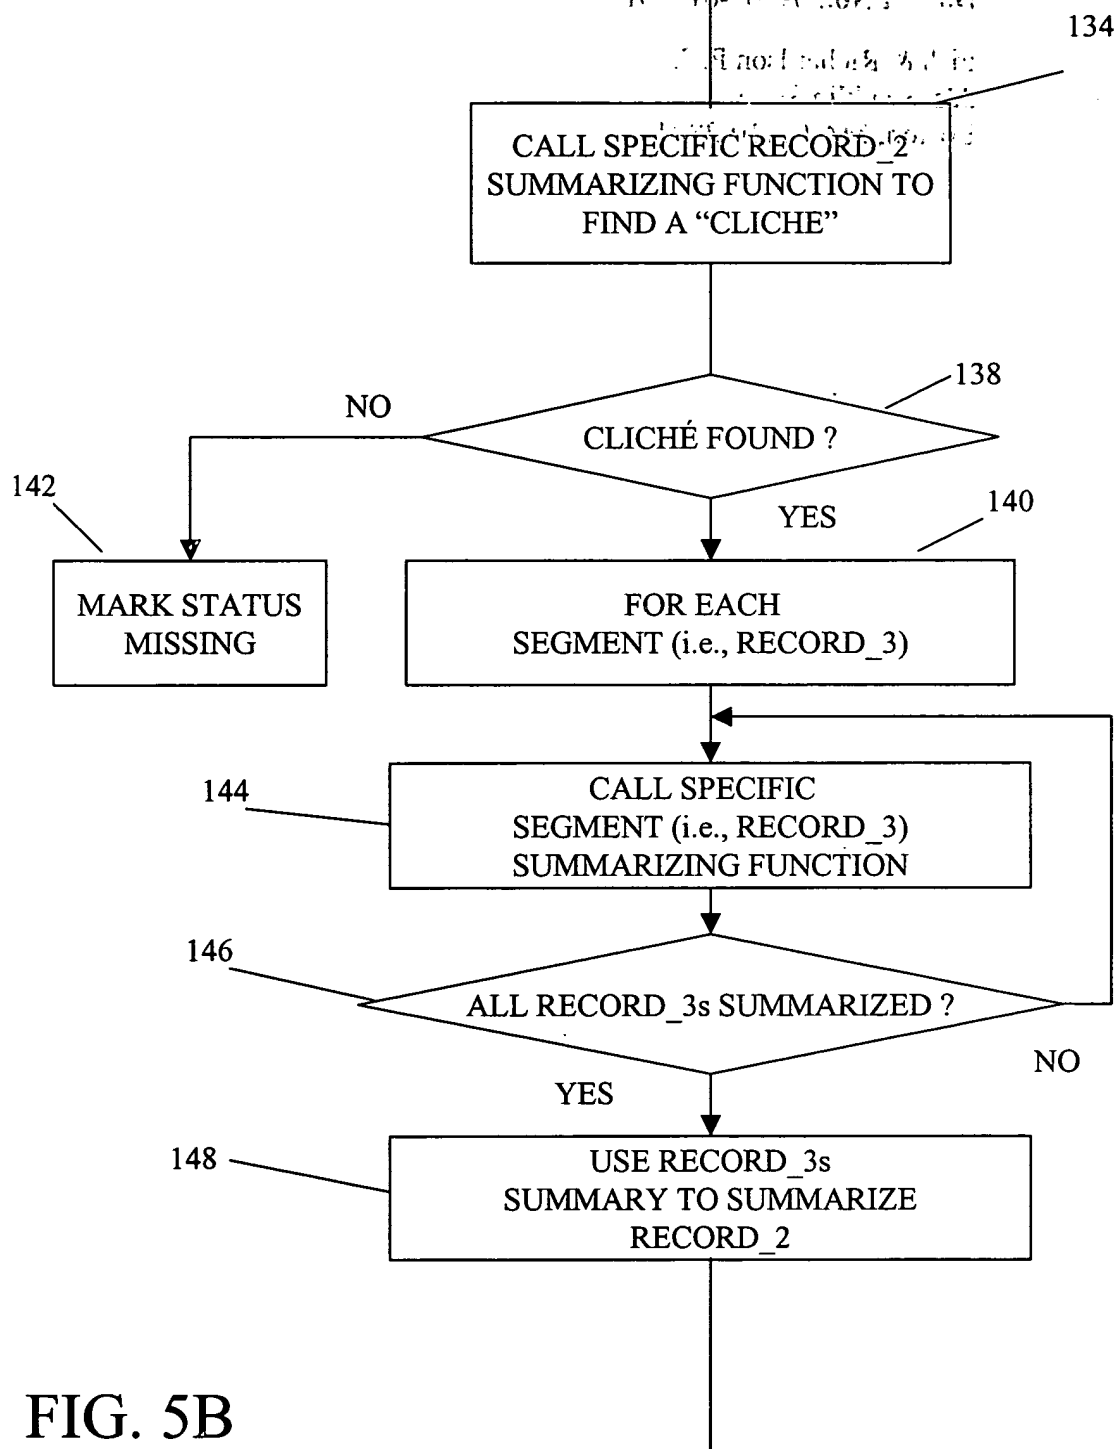 134
CALL SPECIFIC RECORD_2
SUMMARIZING FUNCTION TO
FIND A “CLICHE”
138
NO
CLICHÉ FOUND ?
142
YES
140
MARK STATUS
MISSING
FOR EACH
SEGMENT (i.e., RECORD_3)
144
CALL SPECIFIC
SEGMENT (i.e., RECORD_3)
SUMMARIZING FUNCTION
146
ALL RECORD_3s SUMMARIZED ?
NO
YES
148
USE RECORD_3s
SUMMARY TO SUMMARIZE
RECORD_2
FIG. 5B